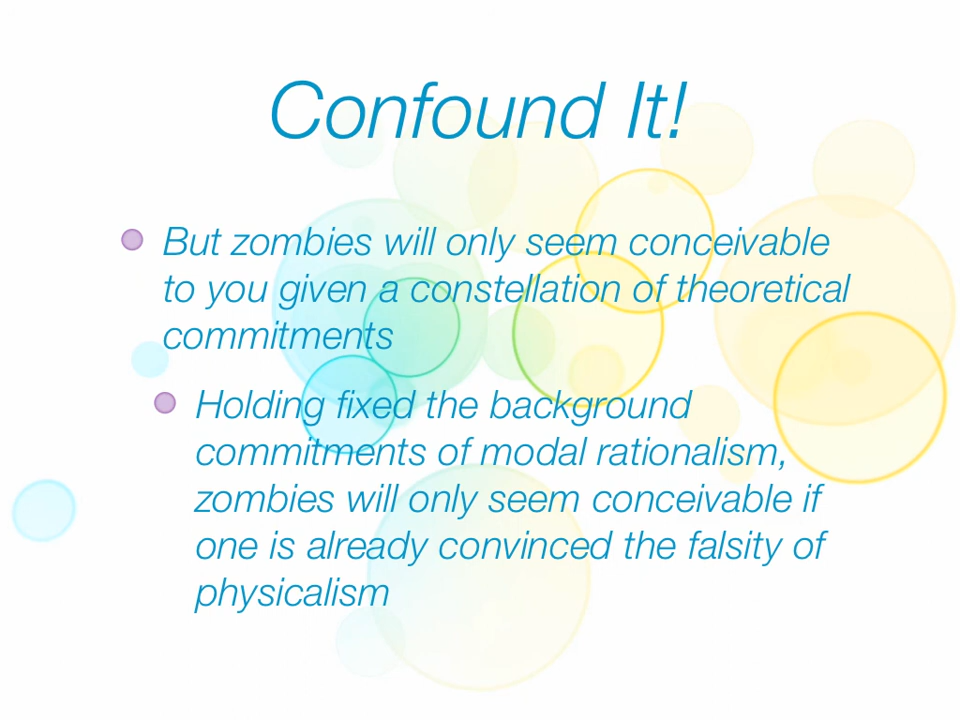 Confound It!
But zombies will only seem conceivable
to you given a constellation of theoretical
commitments
Holding fixed the background
commitments of modal rationalism,
zombies will only seem conceivable if
one is already convinced the falsity of
physicalism